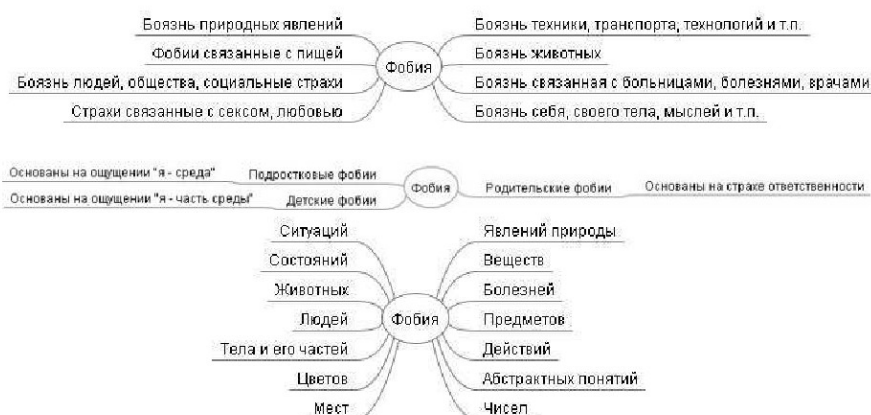 Боязнь природных явлений
Боязнь техники, транспорта, технологий и т.п.
Фобии связанные с пищей
Боязнь животных
Фобия
Боязнь людей, общества, социальные страхи
Боязнь связанная с больницами, болезнями, врачами
Страхи связанные с сексом, любовью
Боязнь себя, своего тела, мыслей и т.п.
Основаны на ощущении "я - среда"
Подростковые фобии
Фобия
Родительские фобии
Основаны на страхе ответственности
Основаны на ощущении "я - часть среды"
Детские фобии
Ситуаций
Явлений природы
Состояний
Веществ
Животных
Болезней
Людей
Фобия
Предметов
Тела и его частей
Действий
Цветов
Абстрактных понятий
Мест
Чисел